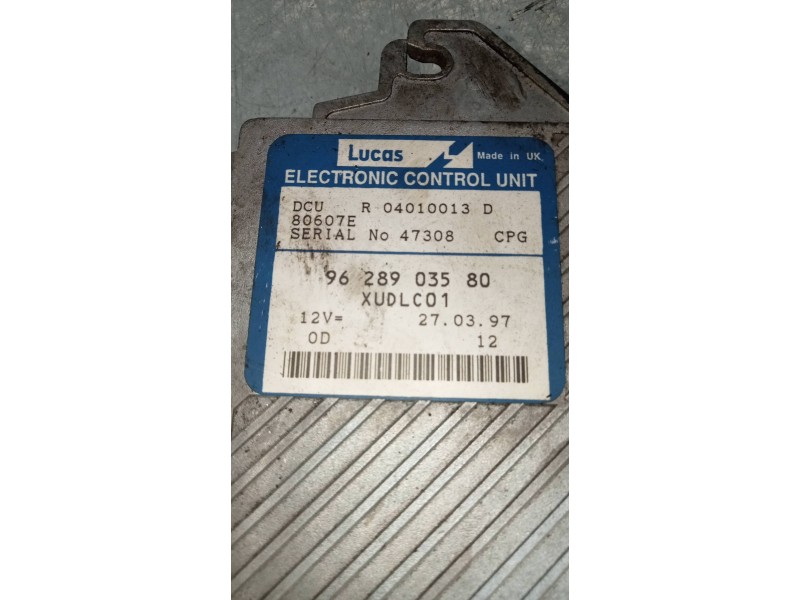 Lucas Made in UK
ELECTRONIC CONTROL UNIT
DCU R 04010013 D
80607E
SERIAL No 47308 CPG
96 289 035 80
XUDLC01
12V= 27.03.97
0D 12